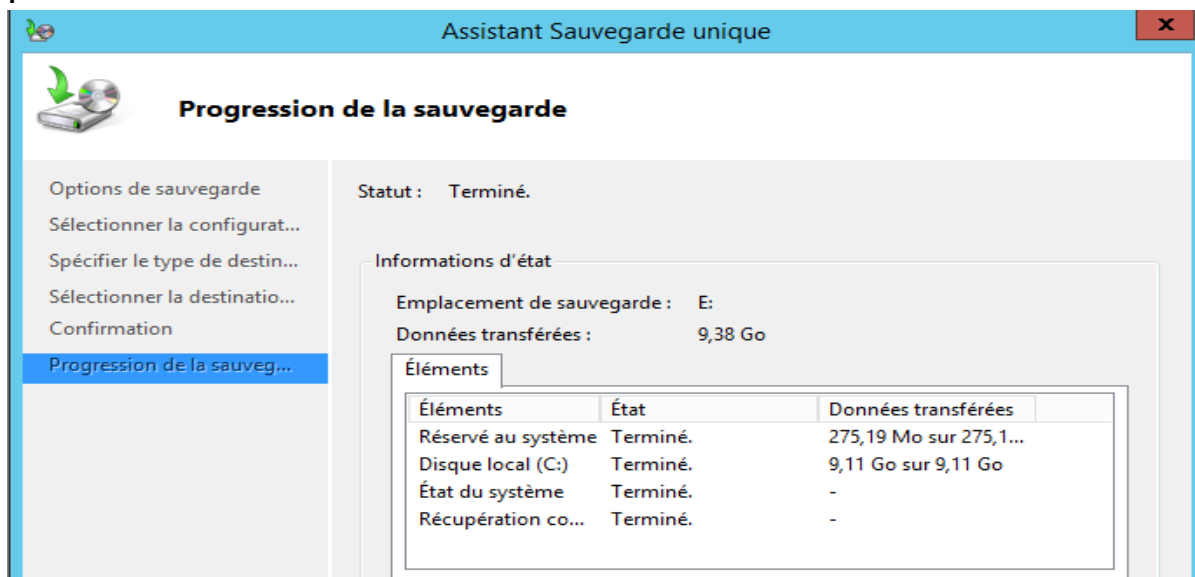 Assistant Sauvegarde unique
Progression de la sauvegarde
Options de sauvegarde
Sélectionner la configurat...
Spécifier le type de destin...
Sélectionner la destinatio...
Confirmation
Progression de la sauveg...
Statut : Terminé.
Informations d'état
Emplacement de sauvegarde : E:
Données transférées : 9,38 Go
Éléments
Éléments État Données transférées
Réservé au système Terminé. 275,19 Mo sur 275,1...
Disque local (C:) Terminé. 9,11 Go sur 9,11 Go
État du système Terminé. -
Récupération co... Terminé. -